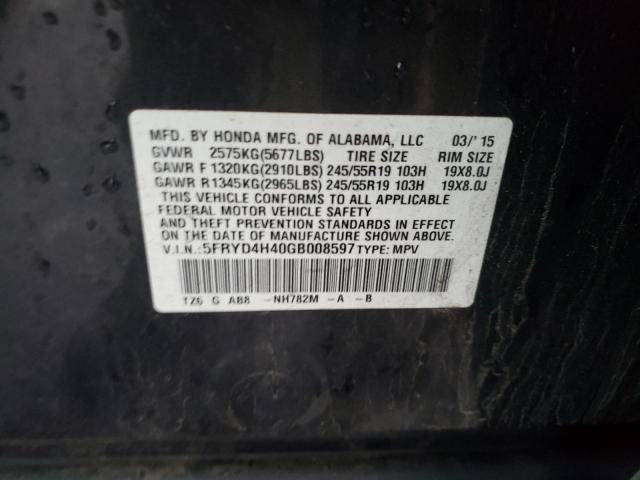 MFD. BY HONDA MFG. OF ALABAMA, LLC 03/'15
GVWR 2575KG(5677LBS) TIRE SIZE RIM SIZE
GAWR F 1320KG(2910LBS) 245/55R19 103H 19X8.0J
GAWR R 1345KG(2965LBS) 245/55R19 103H 19X8.0J
THIS VEHICLE CONFORMS TO ALL APPLICABLE
FEDERAL MOTOR VEHICLE SAFETY
AND THEFT PREVENTION STANDARDS IN EFFECT
ON THE DATE OF MANUFACTURE SHOWN ABOVE.
V.I.N.: 5FRYD4H40GB008597 TYPE: MPV
TZ6 G AB8 -NH782M -A -B